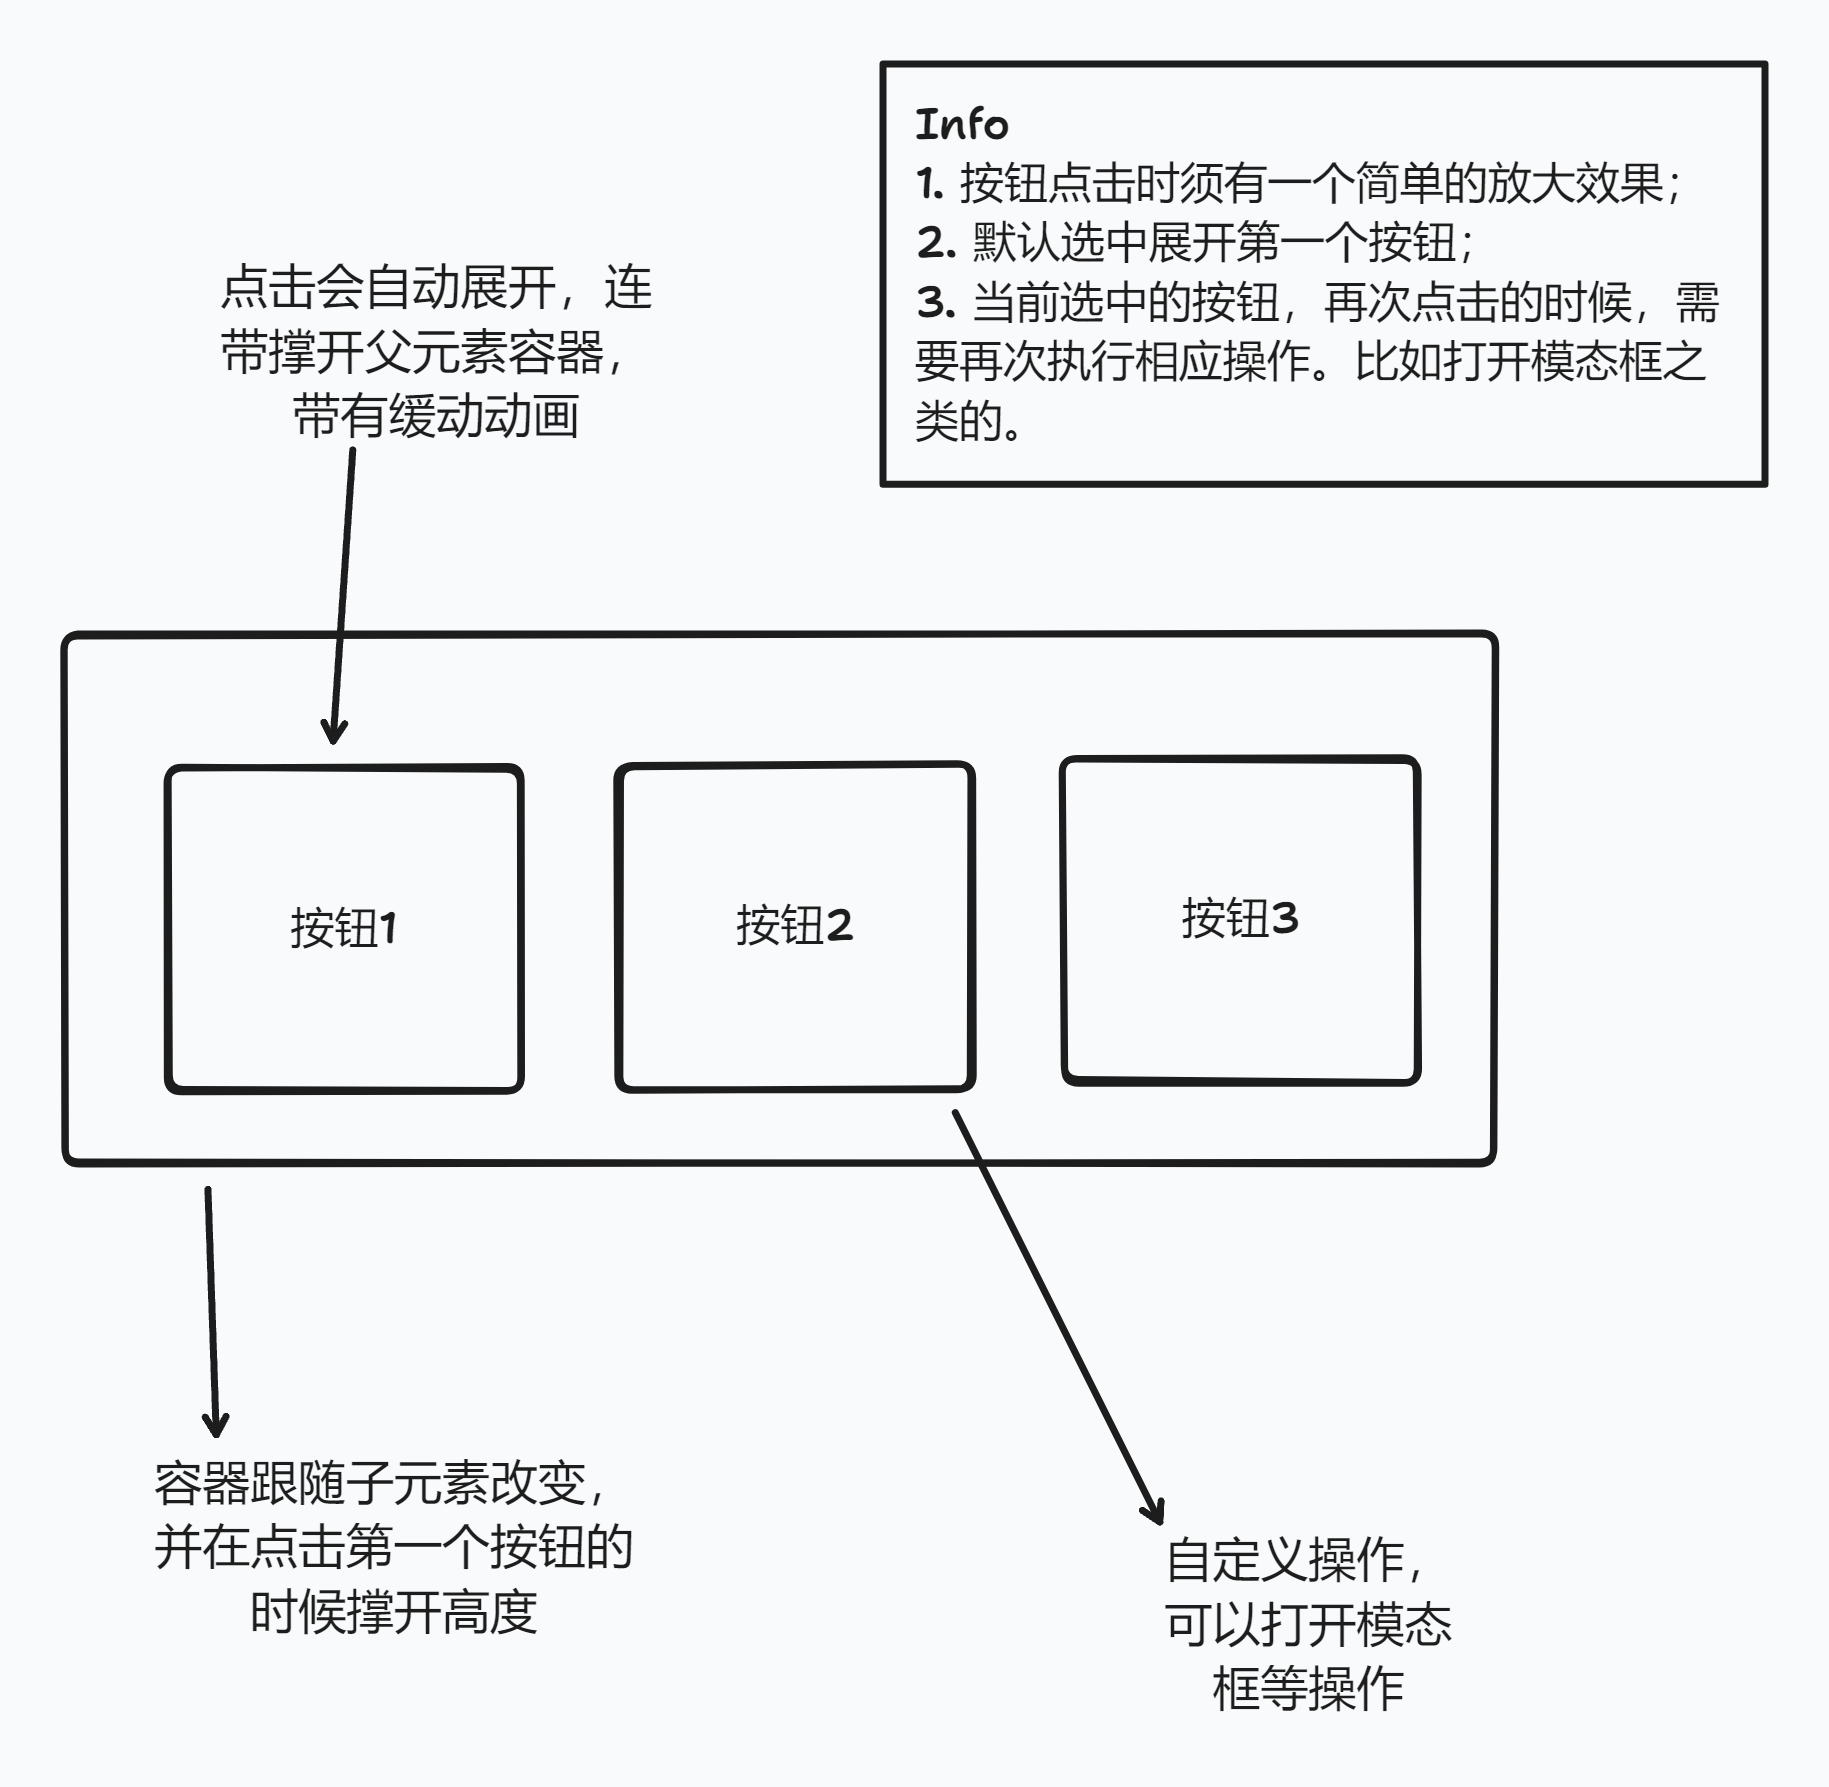 Info
1. 按钮点击时须有一个简单的放大效果；
2. 默认选中展开第一个按钮；
3. 当前选中的按钮，再次点击的时候，需
要再次执行相应操作。比如打开模态框之
类的。
点击会自动展开，连
带撑开父元素容器，
带有缓动动画
按钮1
按钮2
按钮3
容器跟随子元素改变，
并在点击第一个按钮的
时候撑开高度
自定义操作，
可以打开模态
框等操作